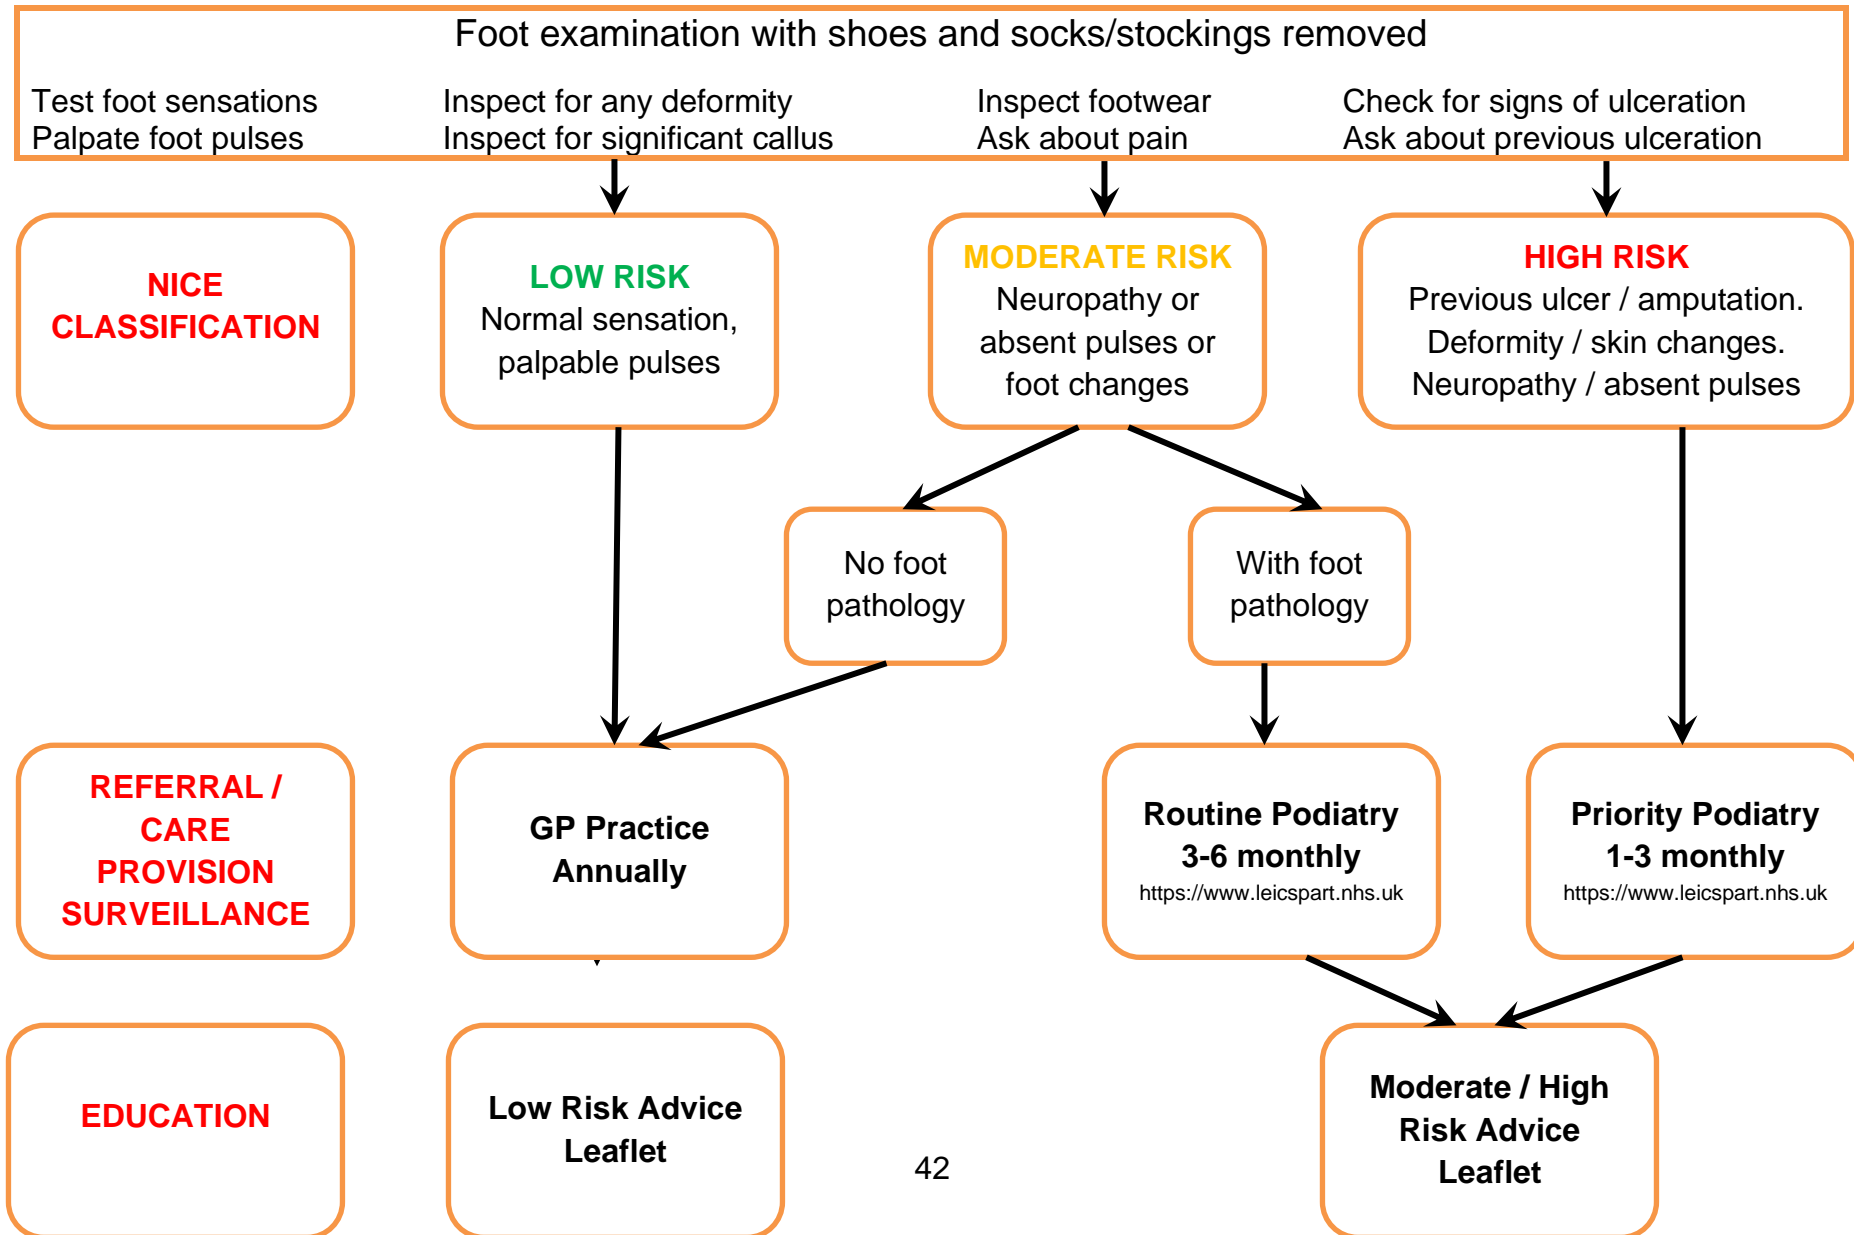 Foot examination with shoes and socks/stockings removed
Test foot sensations
Palpate foot pulses
Inspect for any deformity
Inspect for significant callus
Inspect footwear
Ask about pain
Check for signs of ulceration
Ask about previous ulceration
NICE
CLASSIFICATION
LOW RISK
Normal sensation,
palpable pulses
MODERATE RISK
Neuropathy or
absent pulses or
foot changes
HIGH RISK
Previous ulcer / amputation.
Deformity / skin changes.
Neuropathy / absent pulses
No foot
pathology
With foot
pathology
REFERRAL /
CARE
PROVISION
SURVEILLANCE
GP Practice
Annually
Routine Podiatry
3-6 monthly
https://www.leicspart.nhs.uk
Priority Podiatry
1-3 monthly
https://www.leicspart.nhs.uk
EDUCATION
Low Risk Advice
Leaflet
Moderate / High
Risk Advice
Leaflet
42